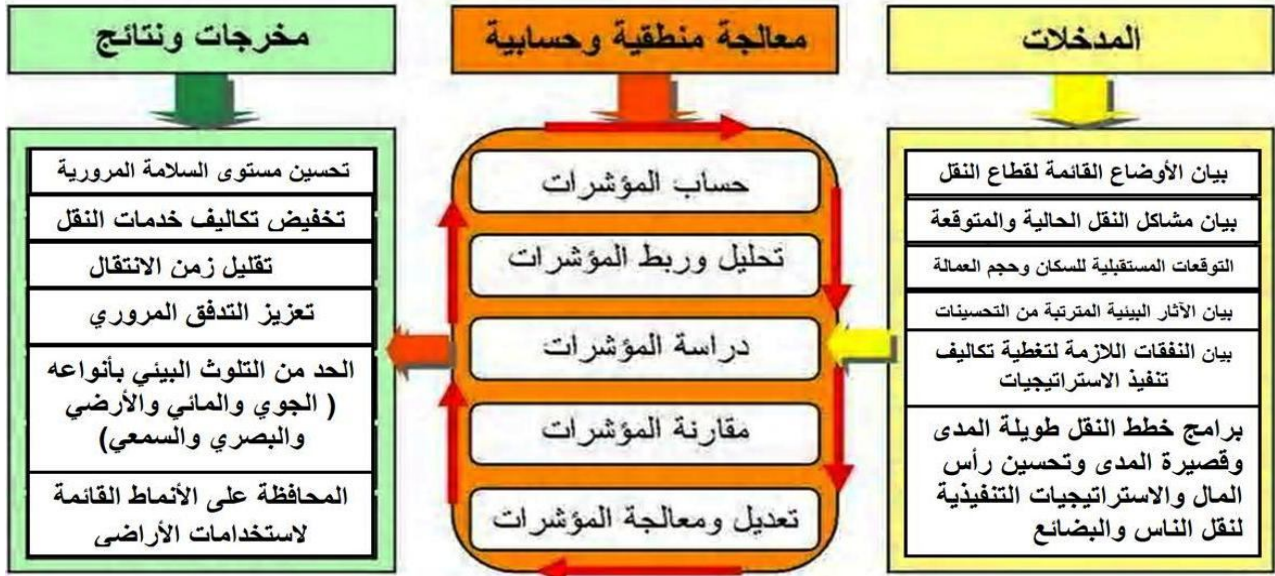 المدخلات
بيان الأوضاع القائمة لقطاع النقل
بيان مشاكل النقل الحالية والمتوقعة
التوقعات المستقبلية للسكان وحجم العمالة
بيان الآثار البيئية المترتبة من التحسينات
بيان النفقات اللازمة لتغطية تكاليف
تنفيذ الاستراتيجيات
برامج خطط النقل طويلة المدى
وقصيرة المدى وتحسين رأس
المال والاستراتيجيات التنفيذية
لنقل الناس والبضائع
معالجة منطقية وحسابية
حساب المؤشرات
تحليل وربط المؤشرات
دراسة المؤشرات
مقارنة المؤشرات
تعديل ومعالجة المؤشرات
مخرجات ونتائج
تحسين مستوى السلامة المرورية
تخفيض تكاليف خدمات النقل
تقليل زمن الانتقال
تعزيز التدفق المروري
الحد من التلوث البيئي بأنواعه
( الجوي والمائي والأرضي
والبصري والسمعي)
المحافظة على الأنماط القائمة
لاستخدامات الأراضي